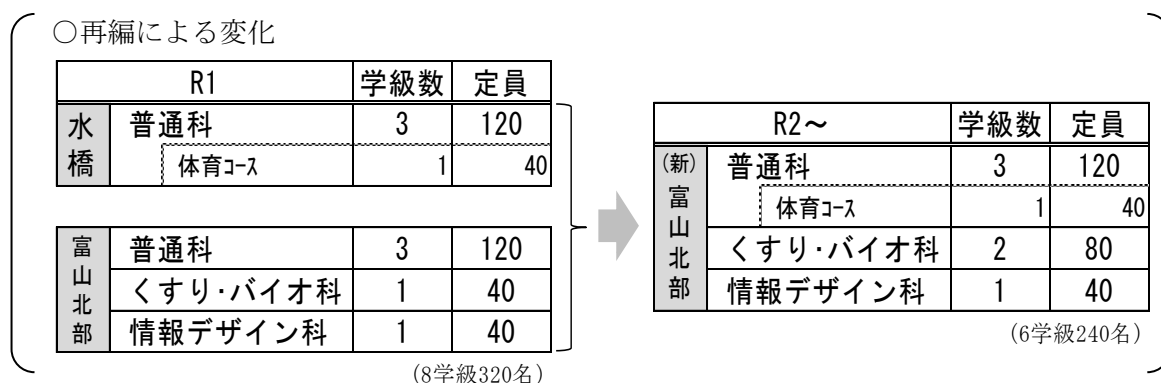 ○再編による変化
R1 学級数 定員
水橋 普通科 3 120
体育コース 1 40
富山北部 普通科 3 120
くすり・バイオ科 1 40
情報デザイン科 1 40
(8学級320名)
R2～ 学級数 定員
(新)富山北部 普通科 3 120
体育コース 1 40
くすり・バイオ科 2 80
情報デザイン科 1 40
(6学級240名)